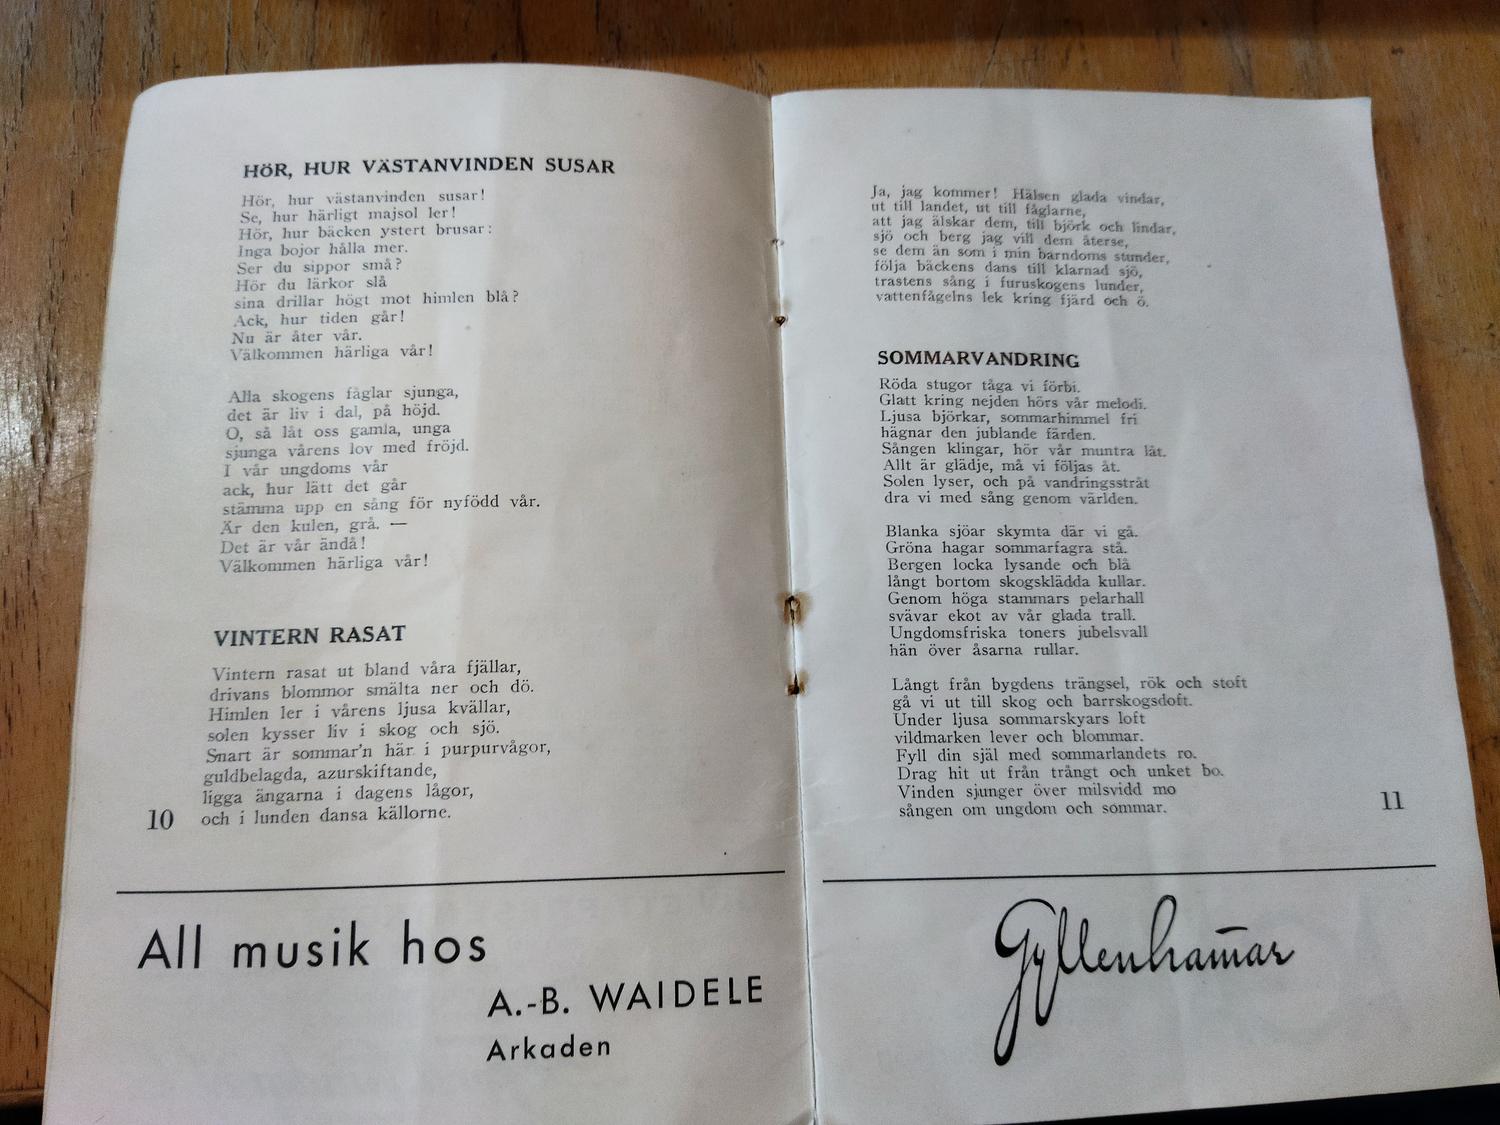 HÖR, HUR VÄSTANVINDEN SUSAR
Hör, hur västanvinden susar!
Se, hur härligt majsol ler!
Hör, hur bäcken ystert brusar:
Inga bojor hålla mer.
Ser du sippor små?
Hör du lärkor slå
sina drillar högt mot himlen blå?
Ack, hur tiden går!
Nu är åter vår.
Välkommen härliga vår!
Alla skogens fåglar sjunga,
det är liv i dal, på höjd.
O, så låt oss gamla, unga
sjunga vårens lov med fröjd.
I vår ungdoms vår
ack, hur lätt det går
stämma upp en sång för nyfödd vår.
Är den kulen, grå. —
Det är vår ändå!
Välkommen härliga vår!
VINTERN RASAT
Vintern rasat ut bland våra fjällar,
drivans blommor smälta ner och dö.
Himlen ler i vårens ljusa kvällar,
solen kysser liv i skog och sjö.
Snart är sommar'n här i purpurvågor,
guldbelagda, azurskiftande,
ligga ängarna i dagens lågor,
och i lunden dansa källorne.
10
All musik hos
A.-B. WAIDELE
Arkaden
Ja, jag kommer! Hälsen glada vindar,
ut till landet, ut till fåglarne,
att jag älskar dem, till björk och lindar,
sjö och berg jag vill dem återse,
se dem än som i min barndoms stunder,
följa bäckens dans till klarnad sjö,
trastens sång i furuskogens lunder,
vattenfågelns lek kring fjärd och ö.
SOMMARVANDRING
Röda stugor tåga vi förbi.
Glatt kring nejden hörs vår melodi.
Ljusa björkar, sommarhimmel fri
hägnar den jublande färden.
Sången klingar, hör vår muntra låt.
Allt är glädje, må vi följas åt.
Solen lyser, och på vandringsstråt
dra vi med sång genom världen.
Blanka sjöar skymta där vi gå.
Gröna hagar sommarfagra stå.
Bergen locka lysande och blå
långt bortom skogsklädda kullar.
Genom höga stammars pelarhall
svävar ekot av vår glada trall.
Ungdomsfriska toners jubelsvall
hän över åsarna rullar.
Långt från bygdens trängsel, rök och stoft
gå vi ut till skog och barrskogsdoft.
Under ljusa sommarskyars loft
vildmarken lever och blommar.
Fyll din själ med sommarlandets ro.
Drag hit ut från trångt och unket bo.
Vinden sjunger över milsvidd mo
sången om ungdom och sommar.
11
Gyllenhamar